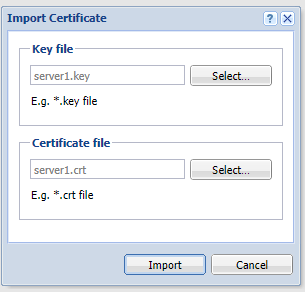 Import Certificate ? X
Key file
server1.key Select...
E.g. *.key file
Certificate file
server1.crt Select...
E.g. *.crt file
Import Cancel